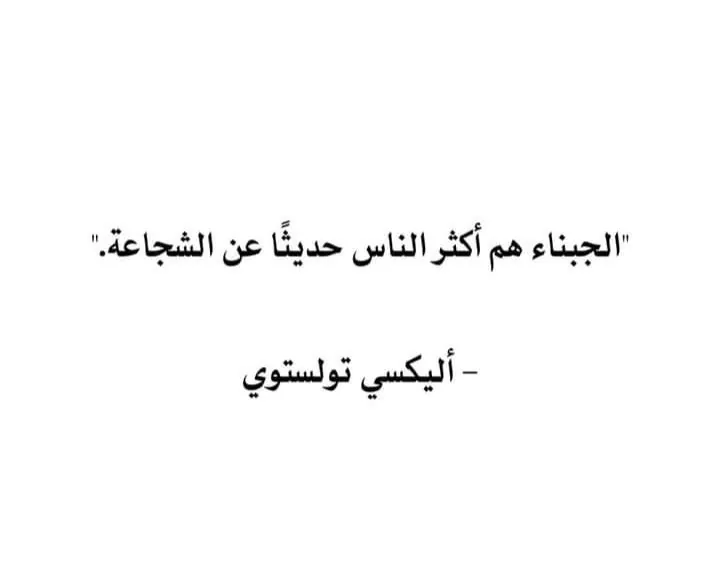 "الجبناء هم أكثر الناس حديثًا عن الشجاعة."
– أليكسي تولستوي